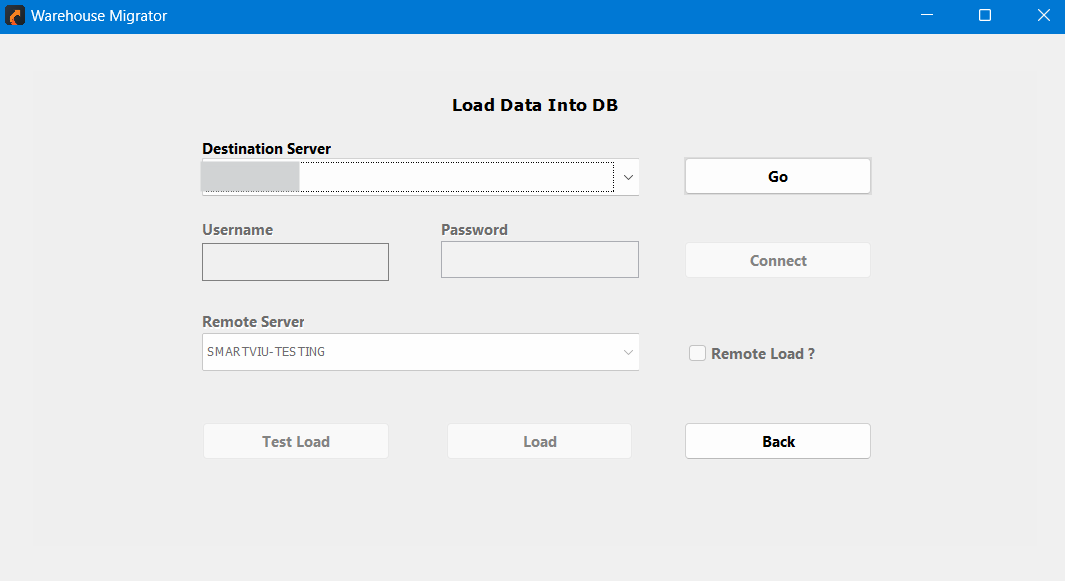 Warehouse Migrator
Load Data Into DB
Destination Server
Go
Username Password
Connect
Remote Server
SMARTVIU-TESTING
Remote Load ?
Test Load Load Back